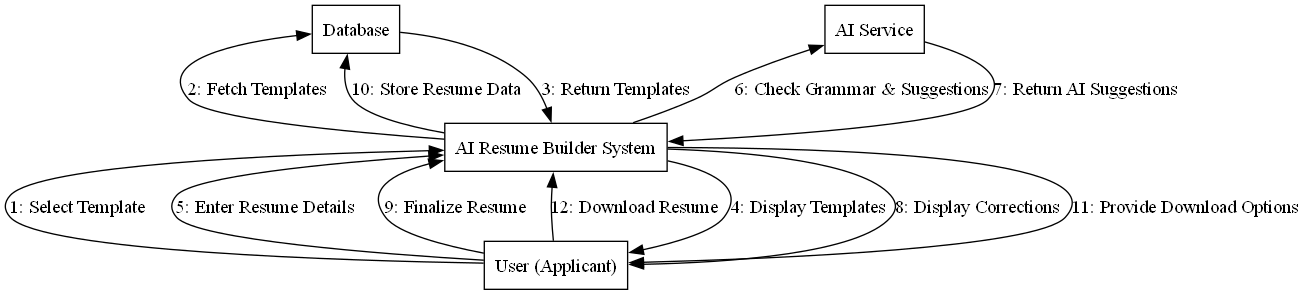 Database
AI Service
2: Fetch Templates
10: Store Resume Data
3: Return Templates
6: Check Grammar & Suggestions
7: Return AI Suggestions
AI Resume Builder System
1: Select Template
5: Enter Resume Details
9: Finalize Resume
12: Download Resume
4: Display Templates
8: Display Corrections
11: Provide Download Options
User (Applicant)